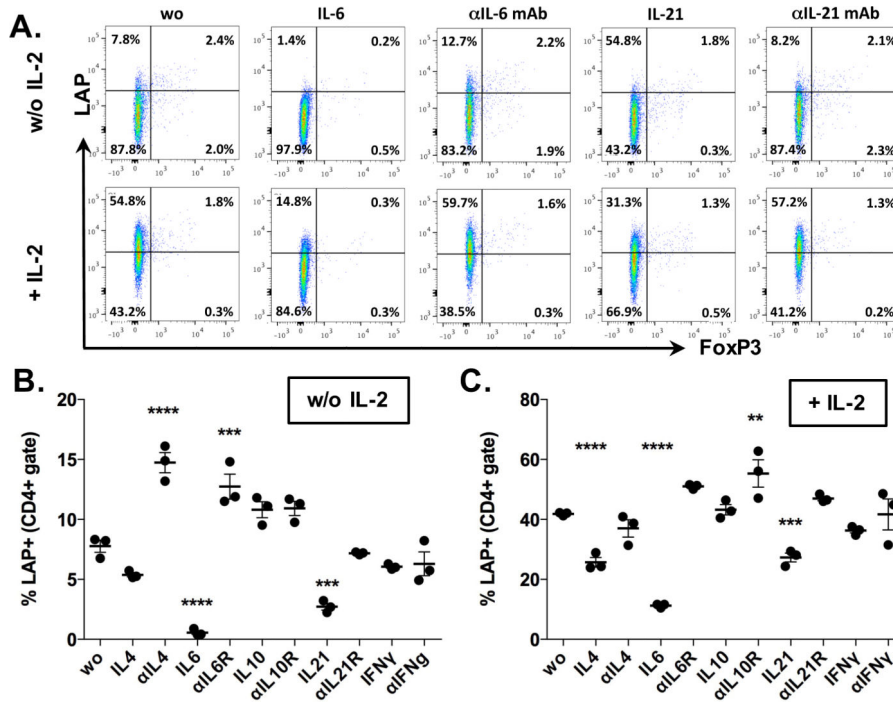 A.
wo IL-6 αIL-6 mAb IL-21 αIL-21 mAb
w/o IL-2
LAP
7.8% 2.4% 1.4% 0.2% 12.7% 2.2% 54.8% 1.8% 8.2% 2.1%
87.8% 2.0% 97.9% 0.5% 83.2% 1.9% 43.2% 0.3% 87.4% 2.3%
+ IL-2
54.8% 1.8% 14.8% 0.3% 59.7% 1.6% 31.3% 1.3% 57.2% 1.3%
43.2% 0.3% 84.6% 0.3% 38.5% 0.3% 66.9% 0.5% 41.2% 0.2%
FoxP3
B.
w/o IL-2
% LAP+ (CD4+ gate)
20
15
10
5
0
**** *** **** ***
wo IL4 αIL4 IL6 αIL6R IL10 αIL10R IL21 αIL21R IFNγ αIFNg
C.
+ IL-2
% LAP+ (CD4+ gate)
80
60
40
20
0
**** **** ** ***
wo IL4 αIL4 IL6 αIL6R IL10 αIL10R IL21 αIL21R IFNγ αIFNγ